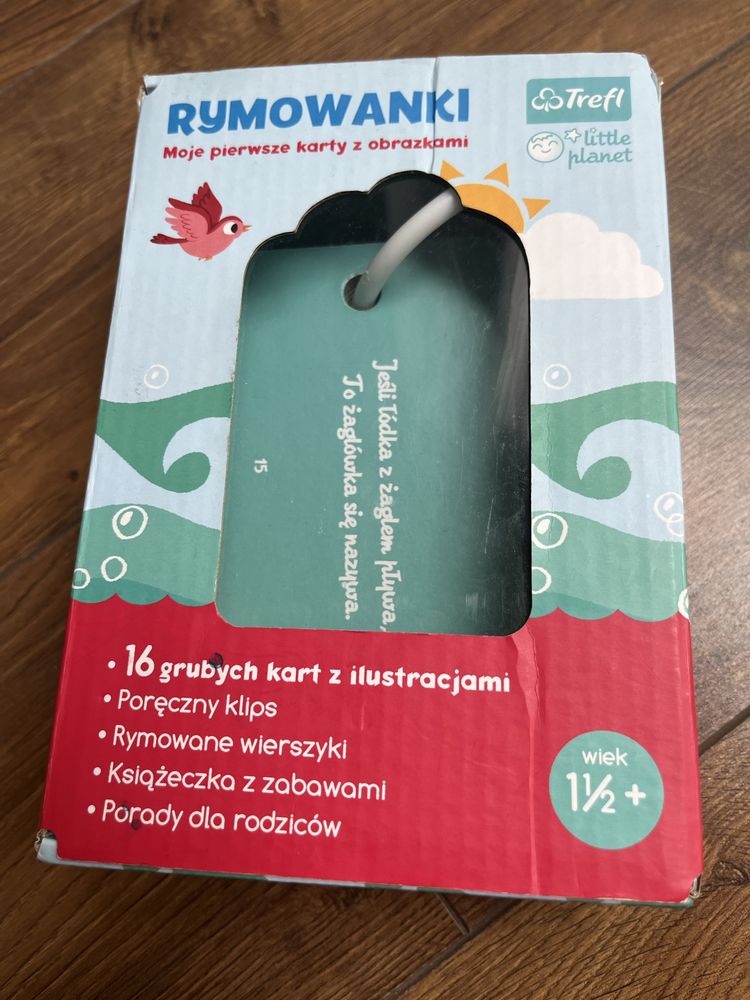 RYMOWANKI
Moje pierwsze karty z obrazkami
Trefl
little
planet
Jeśli łódka z żaglem pływa,
To żaglówka się nazywa.
15
• 16 grubych kart z ilustracjami
• Poręczny klips
• Rymowane wierszyki
• Książeczka z zabawami
• Porady dla rodziców
wiek
1½ +